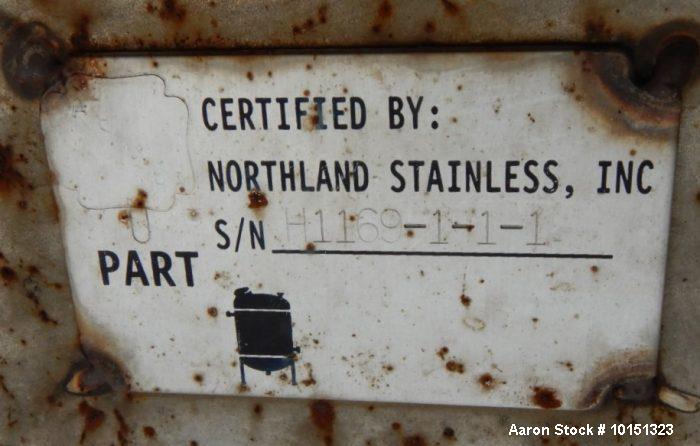 CERTIFIED BY:
NORTHLAND STAINLESS, INC
U
S/N H1169-1-1-1
PART
Aaron Stock # 10151323